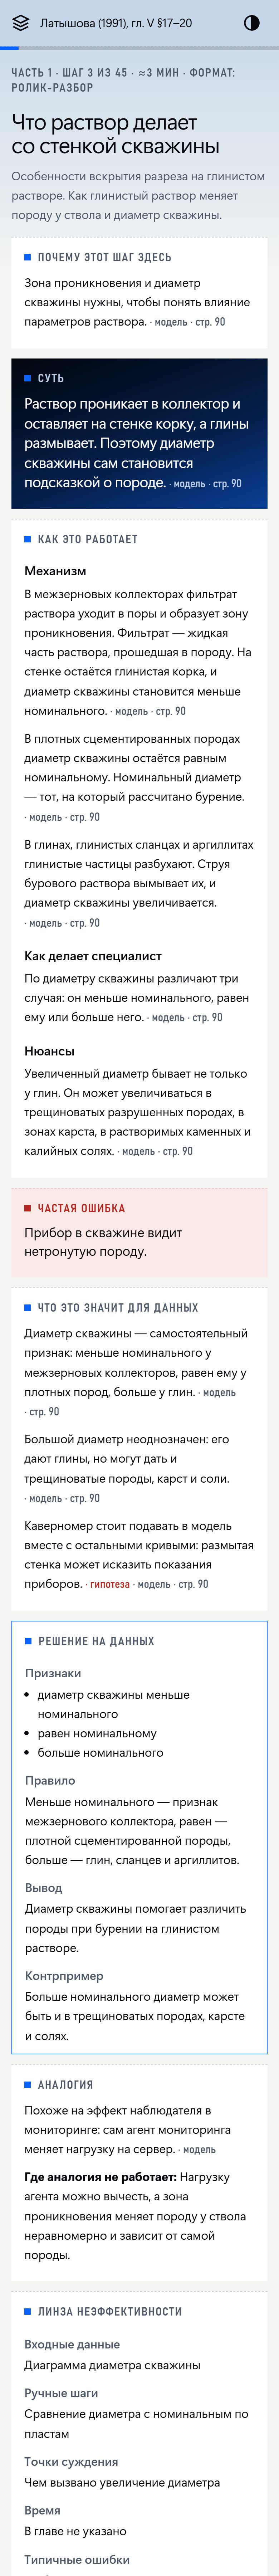 Латышова (1991), гл. V §17–20
ЧАСТЬ 1 · ШАГ 3 ИЗ 45 · ≈3 МИН · ФОРМАТ:
РОЛИК-РАЗБОР
Что раствор делает
со стенкой скважины
Особенности вскрытия разреза на глинистом
растворе. Как глинистый раствор меняет
породу у ствола и диаметр скважины.
ПОЧЕМУ ЭТОТ ШАГ ЗДЕСЬ
Зона проникновения и диаметр
скважины нужны, чтобы понять влияние
параметров раствора. · модель · стр. 90
СУТЬ
Раствор проникает в коллектор и
оставляет на стенке корку, а глины
размывает. Поэтому диаметр
скважины сам становится
подсказкой о породе. · модель · стр. 90
КАК ЭТО РАБОТАЕТ
Механизм
В межзерновых коллекторах фильтрат
раствора уходит в поры и образует зону
проникновения. Фильтрат — жидкая
часть раствора, прошедшая в породу. На
стенке остаётся глинистая корка, и
диаметр скважины становится меньше
номинального. · модель · стр. 90
В плотных сцементированных породах
диаметр скважины остаётся равным
номинальному. Номинальный диаметр
— тот, на который рассчитано бурение.
· модель · стр. 90
В глинах, глинистых сланцах и аргиллитах
глинистые частицы разбухают. Струя
бурового раствора вымывает их, и
диаметр скважины увеличивается.
· модель · стр. 90
Как делает специалист
По диаметру скважины различают три
случая: он меньше номинального, равен
ему или больше него. · модель · стр. 90
Нюансы
Увеличенный диаметр бывает не только
у глин. Он может увеличиваться в
трещиноватых разрушенных породах, в
зонах карста, в растворимых каменных и
калийных солях. · модель · стр. 90
ЧАСТАЯ ОШИБКА
Прибор в скважине видит
нетронутую породу.
ЧТО ЭТО ЗНАЧИТ ДЛЯ ДАННЫХ
Диаметр скважины — самостоятельный
признак: меньше номинального у
межзерновых коллекторов, равен ему у
плотных пород, больше у глин. · модель
· стр. 90
Большой диаметр неоднозначен: его
дают глины, но могут дать и
трещиноватые породы, карст и соли.
· модель · стр. 90
Каверномер стоит подавать в модель
вместе с остальными кривыми: размытая
стенка может исказить показания
приборов. · гипотеза · модель · стр. 90
РЕШЕНИЕ НА ДАННЫХ
Признаки
• диаметр скважины меньше
номинального
• равен номинальному
• больше номинального
Правило
Меньше номинального — признак
межзернового коллектора, равен —
плотной сцементированной породы,
больше — глин, сланцев и аргиллитов.
Вывод
Диаметр скважины помогает различить
породы при бурении на глинистом
растворе.
Контрпример
Больше номинального диаметр может
быть и в трещиноватых породах, карсте
и солях.
АНАЛОГИЯ
Похоже на эффект наблюдателя в
мониторинге: сам агент мониторинга
меняет нагрузку на сервер. · модель
Где аналогия не работает: Нагрузку
агента можно вычесть, а зона
проникновения меняет породу у ствола
неравномерно и зависит от самой
породы.
ЛИНЗА НЕЭФФЕКТИВНОСТИ
Входные данные
Диаграмма диаметра скважины
Ручные шаги
Сравнение диаметра с номинальным по
пластам
Точки суждения
Чем вызвано увеличение диаметра
Время
В главе не указано
Типичные ошибки